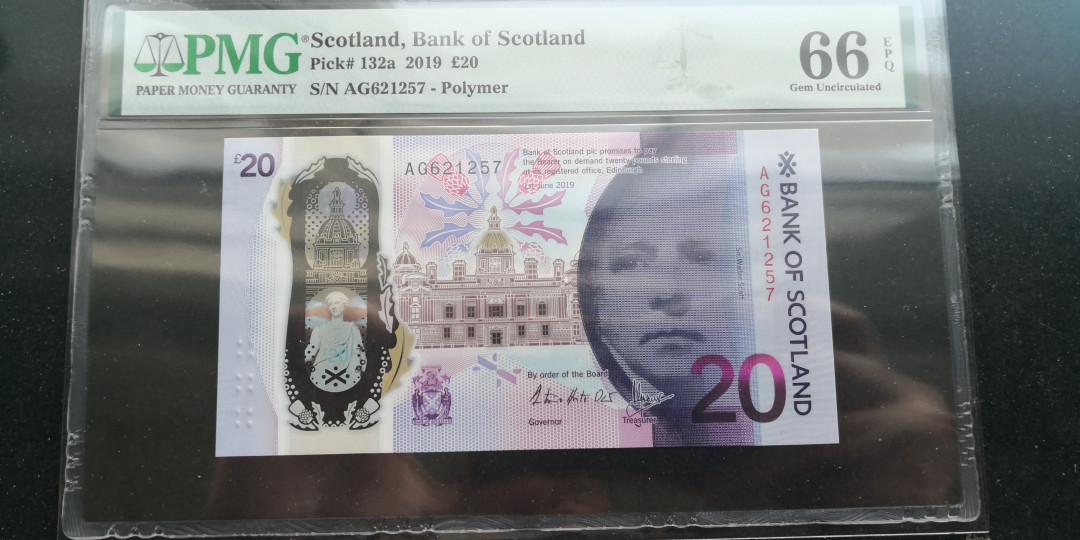 PMG®
PAPER MONEY GUARANTY
Scotland, Bank of Scotland
Pick# 132a 2019 £20
S/N AG621257 - Polymer
66
EPQ
Gem Uncirculated
£20
AG621257
Bank of Scotland plc promises to pay
the Bearer on demand twenty pounds sterling
at its registered office, Edinburgh
1st June 2019
By order of the Board
Governor
Treasurer
20
Sir Walter Scott
AG621257
BANK OF SCOTLAND